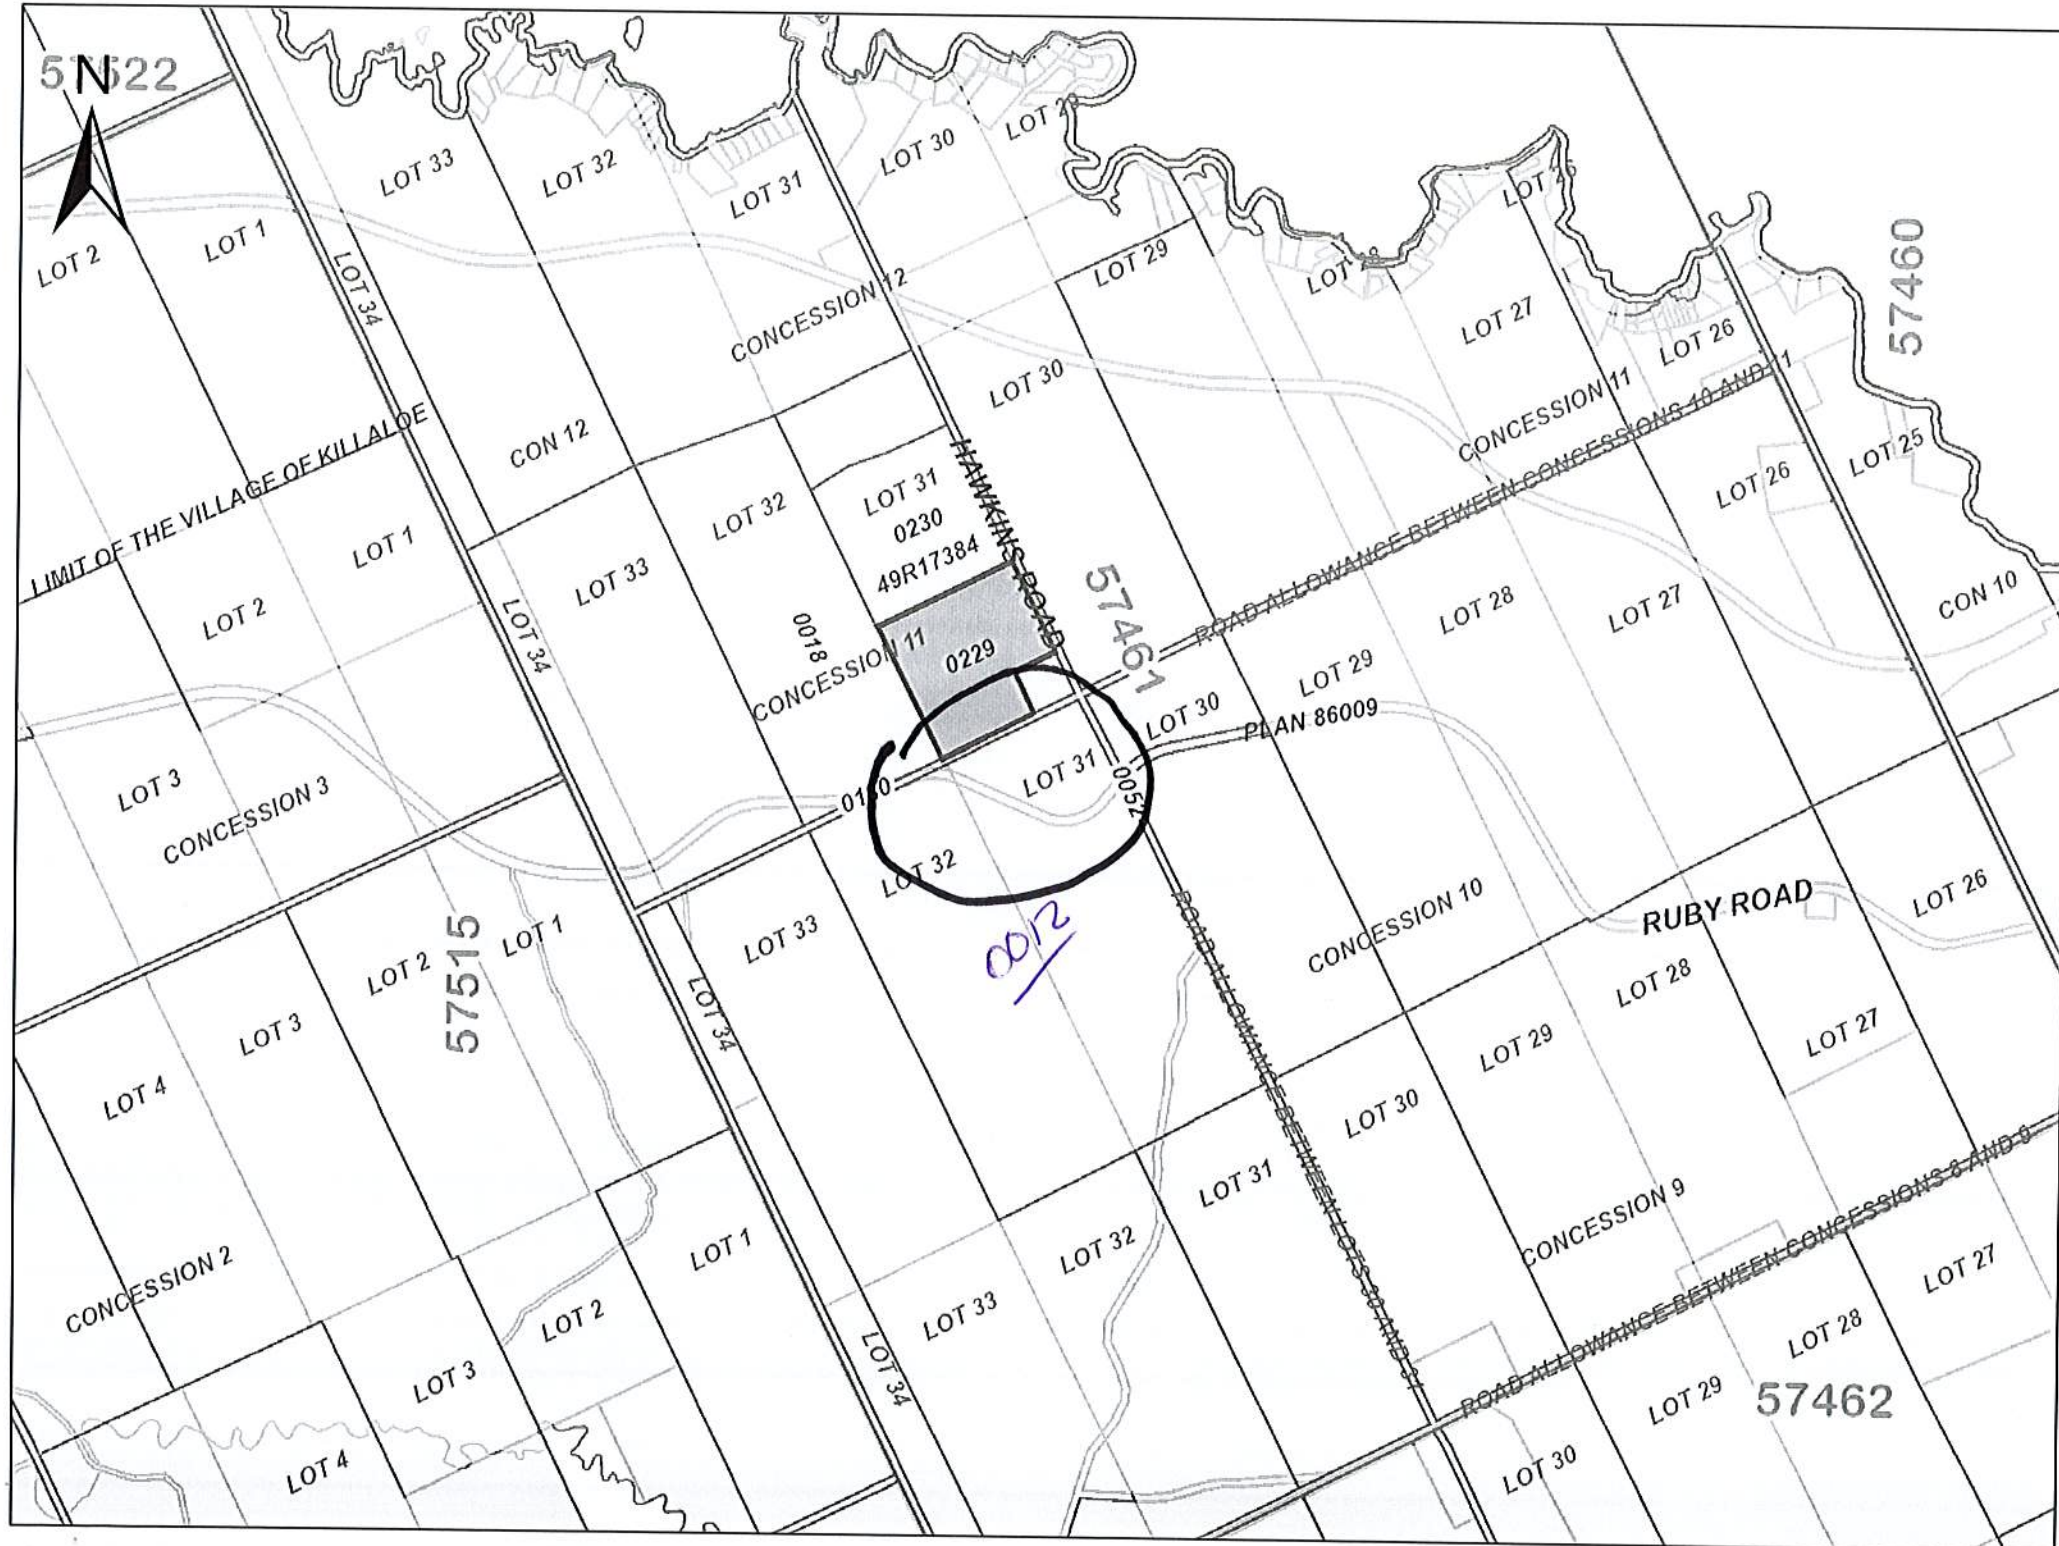 57522
N
LOT 33
LOT 32
LOT 31
LOT 30
LOT 2
LOT 1
LOT 34
LOT 29
LOT 27
LOT 26
57460
CONCESSION 12
LOT 30
CONCESSION 11
ROAD ALLOWANCE BETWEEN CONCESSIONS 10 AND 11
LIMIT OF THE VILLAGE OF KILLALOE
CON 12
LOT 25
LOT 26
LOT 1
LOT 2
LOT 33
LOT 32
LOT 31
0230
49R17384
HAWKINS ROAD
57461
LOT 28
LOT 27
CON 10
LOT 34
0018
CONCESSION 11
0229
LOT 29
LOT 30
PLAN 86009
LOT 3
CONCESSION 3
LOT 31
0052
LOT 32
0012
LOT 33
CONCESSION 10
RUBY ROAD
LOT 26
57515
LOT 1
LOT 2
LOT 3
LOT 4
LOT 34
ROAD ALLOWANCE BETWEEN LOTS 30 AND 31
LOT 28
LOT 29
LOT 27
LOT 30
LOT 31
LOT 32
LOT 33
CONCESSION 9
ROAD ALLOWANCE BETWEEN CONCESSIONS 8 AND 9
CONCESSION 2
LOT 1
LOT 2
LOT 3
LOT 4
LOT 34
LOT 27
LOT 28
LOT 29
57462
LOT 30